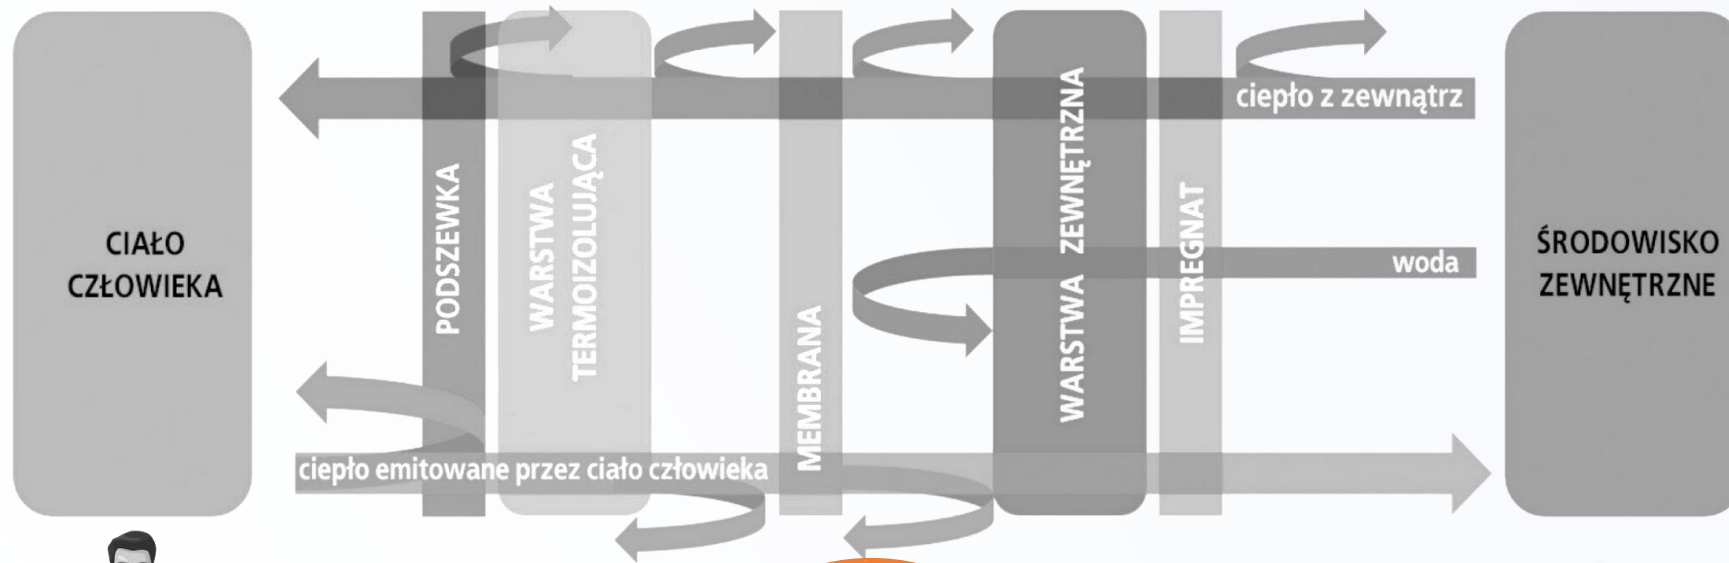 CIAŁO
CZŁOWIEKA
PODSZEWKA
WARSTWA
TERMOIZOLUJĄCA
MEMBRANA
WARSTWA ZEWNĘTRZNA
IMPREGNAT
ciepło z zewnątrz
woda
ciepło emitowane przez ciało człowieka
ŚRODOWISKO
ZEWNĘTRZNE